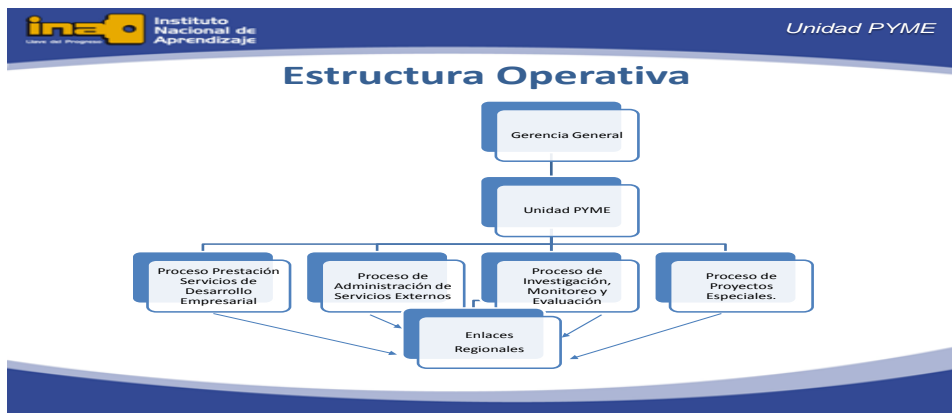 ina
Llave del Progreso
Instituto
Nacional de
Aprendizaje
Unidad PYME
Estructura Operativa
Gerencia General
Unidad PYME
Proceso Prestación
Servicios de
Desarrollo
Empresarial
Proceso de
Administración de
Servicios Externos
Proceso de
Investigación,
Monitoreo y
Evaluación
Proceso de
Proyectos
Especiales.
Enlaces
Regionales